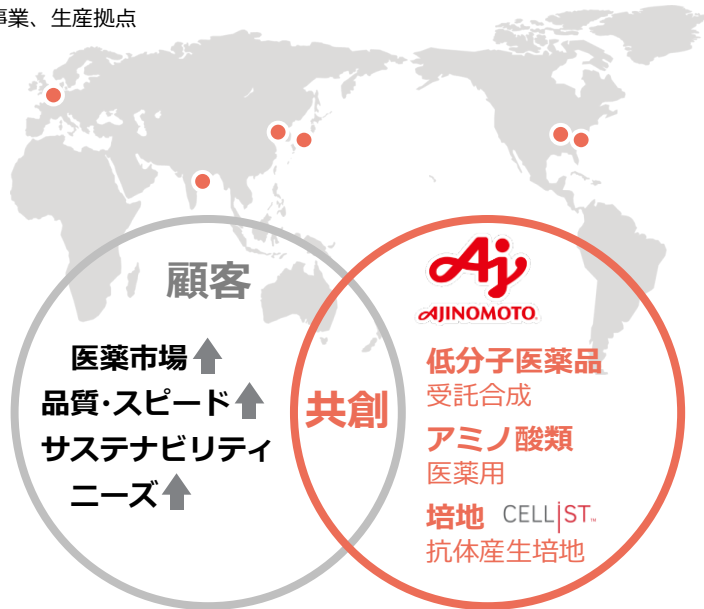 事業、生産拠点
顧客
医薬市場
品質・スピード
サステナビリティ
ニーズ
共創
Aj
AJINOMOTO
低分子医薬品
受託合成
アミノ酸類
医薬用
培地 CELLiST™
抗体産生培地